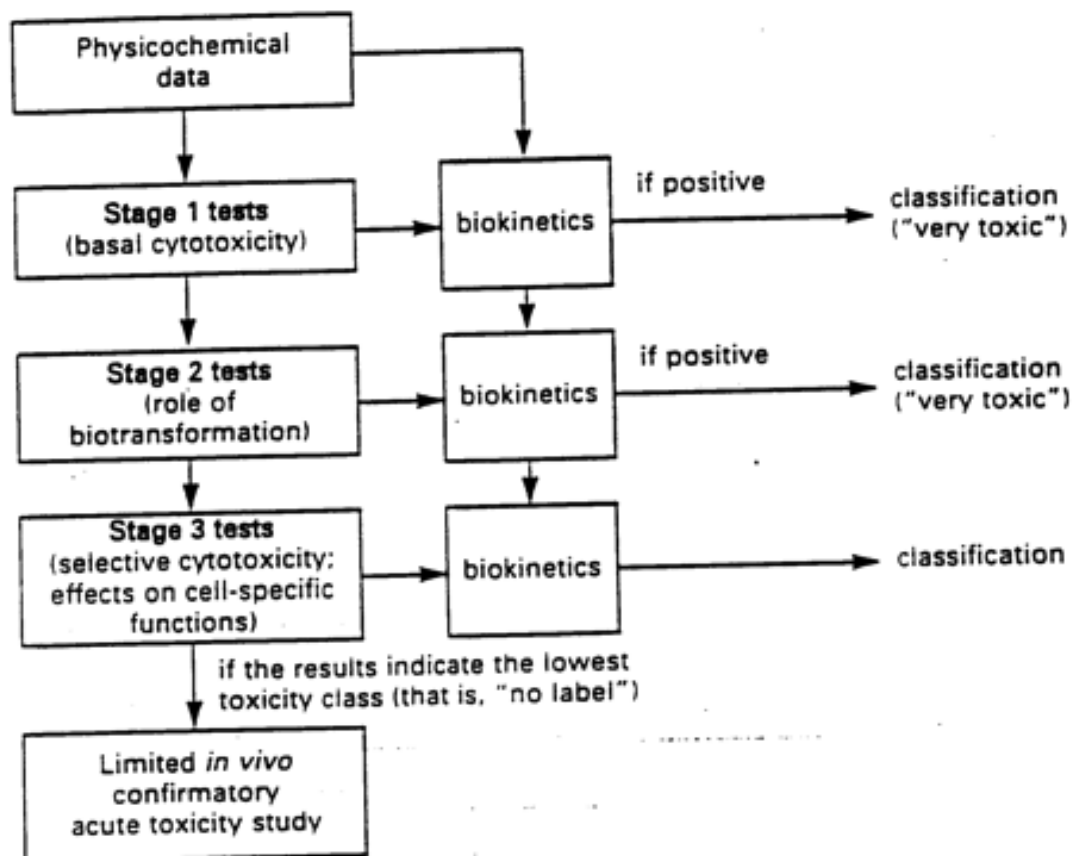 Physicochemical
data
Stage 1 tests
(basal cytotoxicity)
biokinetics
if positive
classification
("very toxic")
Stage 2 tests
(role of
biotransformation)
biokinetics
if positive
classification
("very toxic")
Stage 3 tests
(selective cytotoxicity:
effects on cell-specific
functions)
biokinetics
classification
if the results indicate the lowest
toxicity class (that is, "no label")
Limited in vivo
confirmatory
acute toxicity study